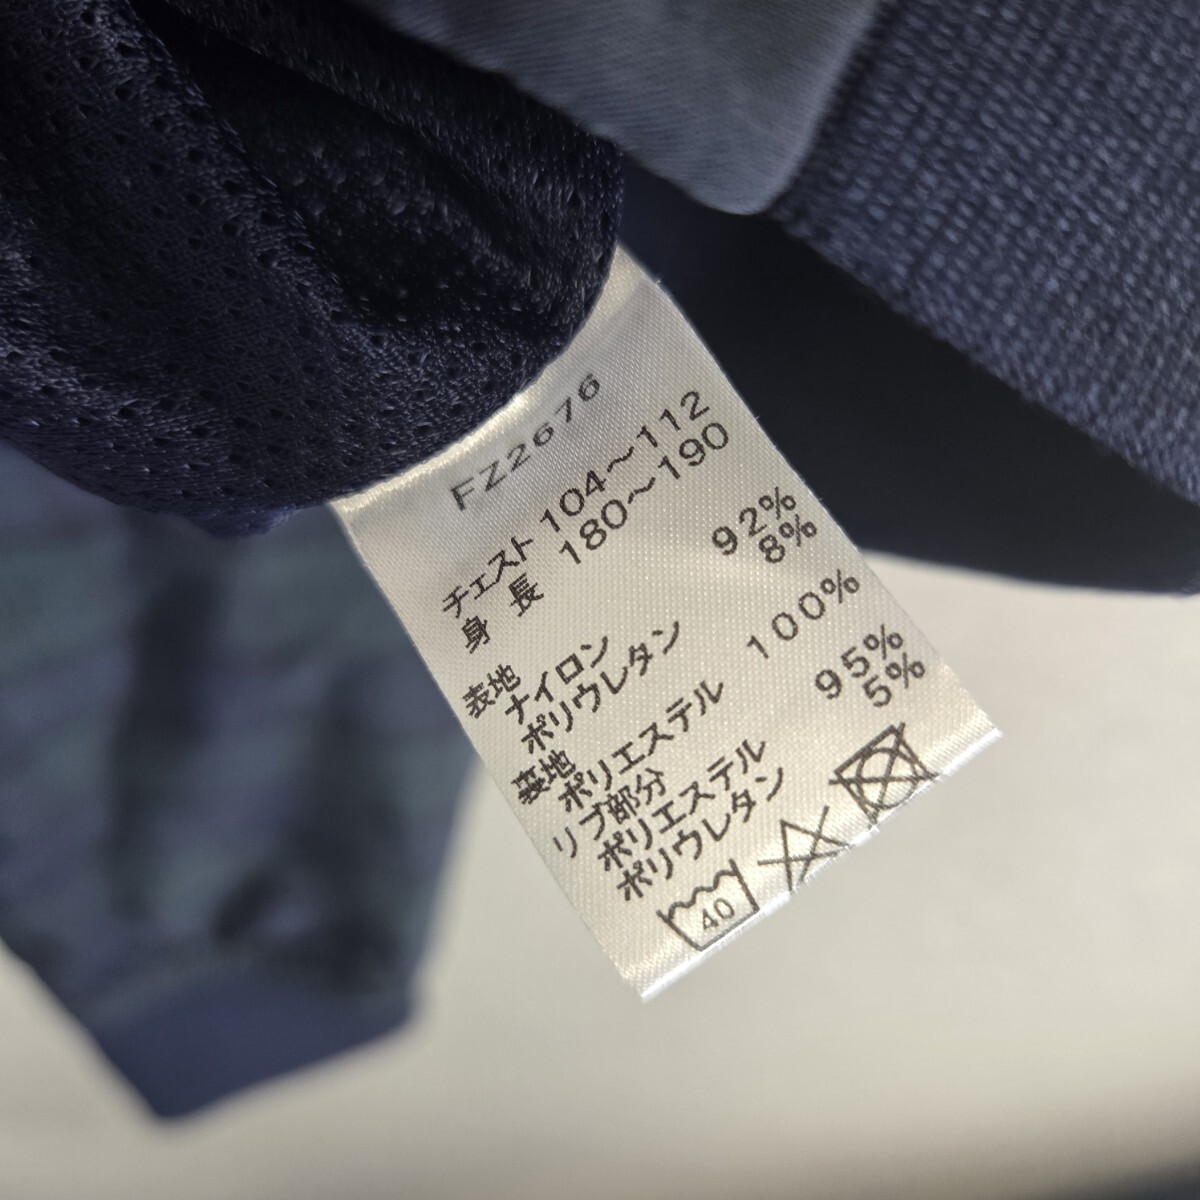 FZ2676
チェスト 104~112
身長 180~190
表地
ナイロン 92%
ポリウレタン 8%
裏地
ポリエステル 100%
リブ部分
ポリエステル 95%
ポリウレタン 5%
40